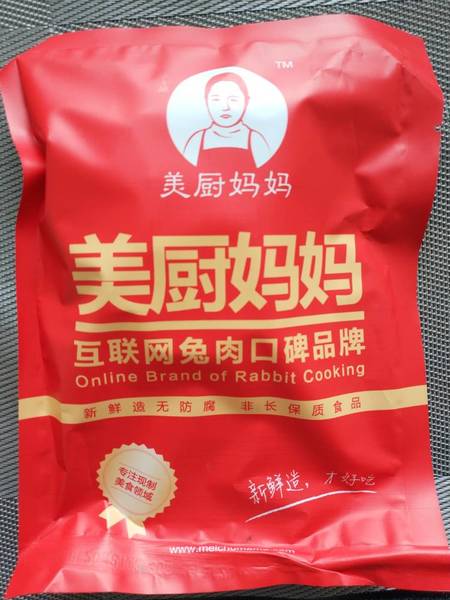 TM
美厨妈妈
美厨妈妈
互联网兔肉口碑品牌
Online Brand of Rabbit Cooking
新鲜造无防腐 非长保质食品
专注现制
美食领域
新鲜造，才好吃